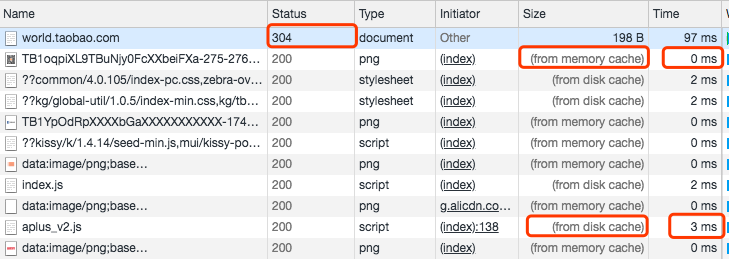 Name Status Type Initiator Size Time
world.taobao.com 304 document Other 198 B 97 ms
TB1oqpiXL9TBuNjy0FcXXbeiFXa-275-276... 200 png (index) (from memory cache) 0 ms
??common/4.0.105/index-pc.css,zebra-ov... 200 stylesheet (index) (from disk cache) 2 ms
??kg/global-util/1.0.5/index-min.css,kg/tb... 200 stylesheet (index) (from disk cache) 2 ms
TB1YpOdRpXXXXbGaXXXXXXXXXXX-174... 200 png (index) (from memory cache) 0 ms
??kissy/k/1.4.14/seed-min.js,mui/kissy-po... 200 script (index) (from memory cache) 0 ms
data:image/png;base... 200 png (index) (from memory cache) 0 ms
index.js 200 script (index) (from disk cache) 2 ms
data:image/png;base... 200 png g.alicdn.co... (from memory cache) 0 ms
aplus_v2.js 200 script (index):138 (from disk cache) 3 ms
data:image/png;base... 200 png (index) (from memory cache) 0 ms